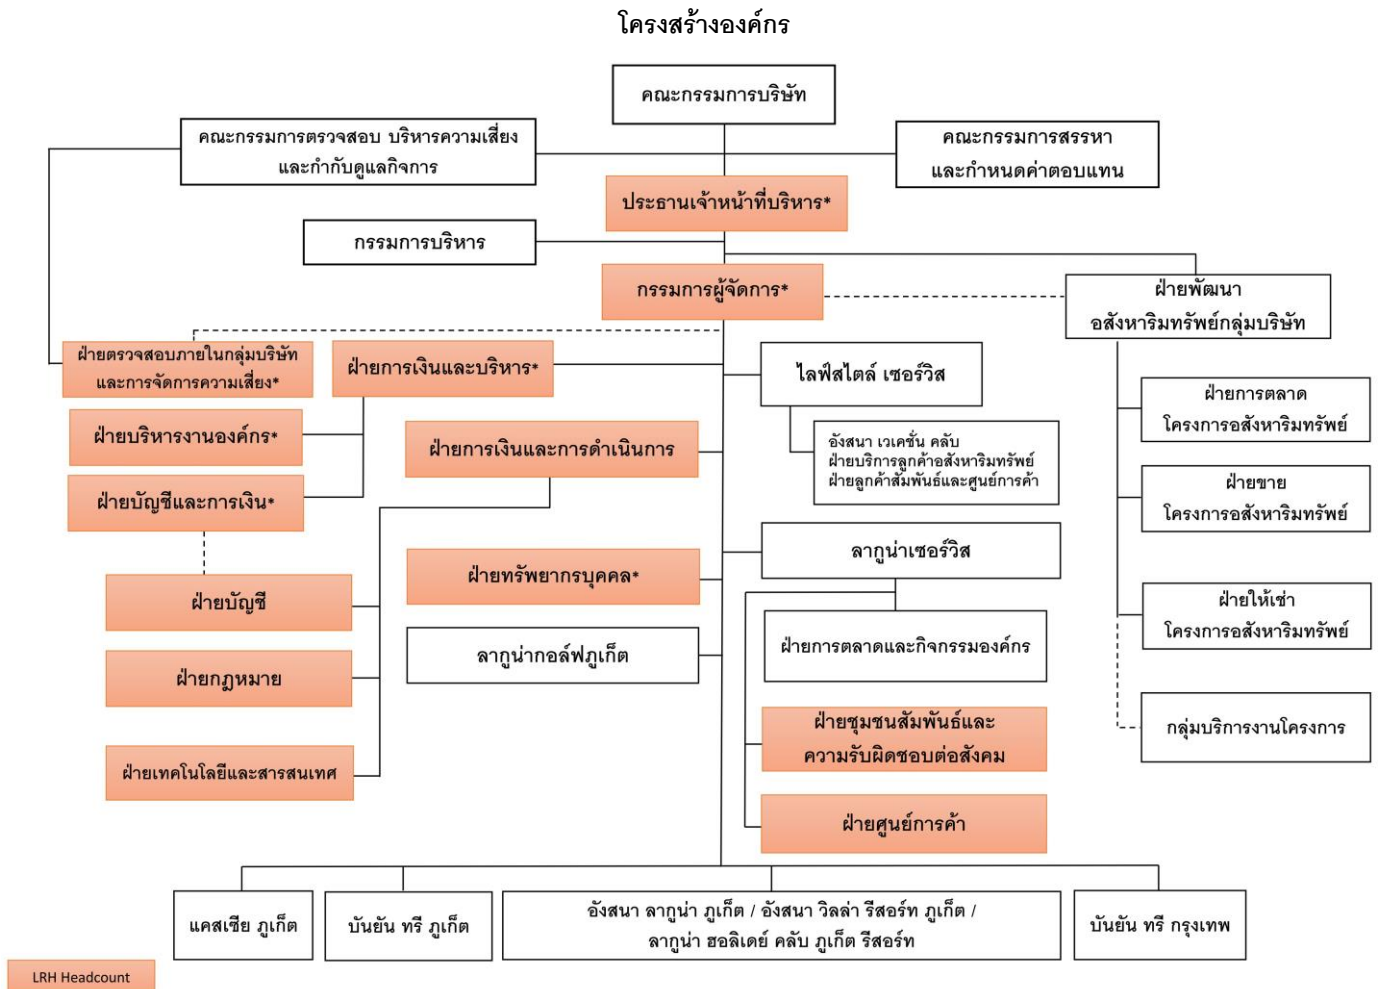 โครงสร้างองค์กร
คณะกรรมการบริษัท
คณะกรรมการตรวจสอบ บริหารความเสี่ยง
และกำกับดูแลกิจการ
คณะกรรมการสรรหา
และกำหนดค่าตอบแทน
ประธานเจ้าหน้าที่บริหาร*
กรรมการบริหาร
กรรมการผู้จัดการ*
ฝ่ายพัฒนา
อสังหาริมทรัพย์กลุ่มบริษัท
ฝ่ายตรวจสอบภายในกลุ่มบริษัท
และการจัดการความเสี่ยง*
ฝ่ายการเงินและบริหาร*
ไลฟ์สไตล์ เซอร์วิส
ฝ่ายการตลาด
โครงการอสังหาริมทรัพย์
ฝ่ายบริหารงานองค์กร*
ฝ่ายการเงินและการดำเนินการ
อังสนา เวเคชั่น คลับ
ฝ่ายบริการลูกค้าอสังหาริมทรัพย์
ฝ่ายลูกค้าสัมพันธ์และศูนย์การค้า
ฝ่ายบัญชีและการเงิน*
ฝ่ายขาย
โครงการอสังหาริมทรัพย์
ลากูน่าเซอร์วิส
ฝ่ายทรัพยากรบุคคล*
ฝ่ายบัญชี
ฝ่ายให้เช่า
โครงการอสังหาริมทรัพย์
ลากูน่ากอล์ฟภูเก็ต
ฝ่ายการตลาดและกิจกรรมองค์กร
ฝ่ายกฎหมาย
ฝ่ายชุมชนสัมพันธ์และ
ความรับผิดชอบต่อสังคม
กลุ่มบริการงานโครงการ
ฝ่ายเทคโนโลยีและสารสนเทศ
ฝ่ายศูนย์การค้า
แคสเซีย ภูเก็ต
บันยัน ทรี ภูเก็ต
อังสนา ลากูน่า ภูเก็ต / อังสนา วิลล่า รีสอร์ท ภูเก็ต /
ลากูน่า ฮอลิเดย์ คลับ ภูเก็ต รีสอร์ท
บันยัน ทรี กรุงเทพ
LRH Headcount